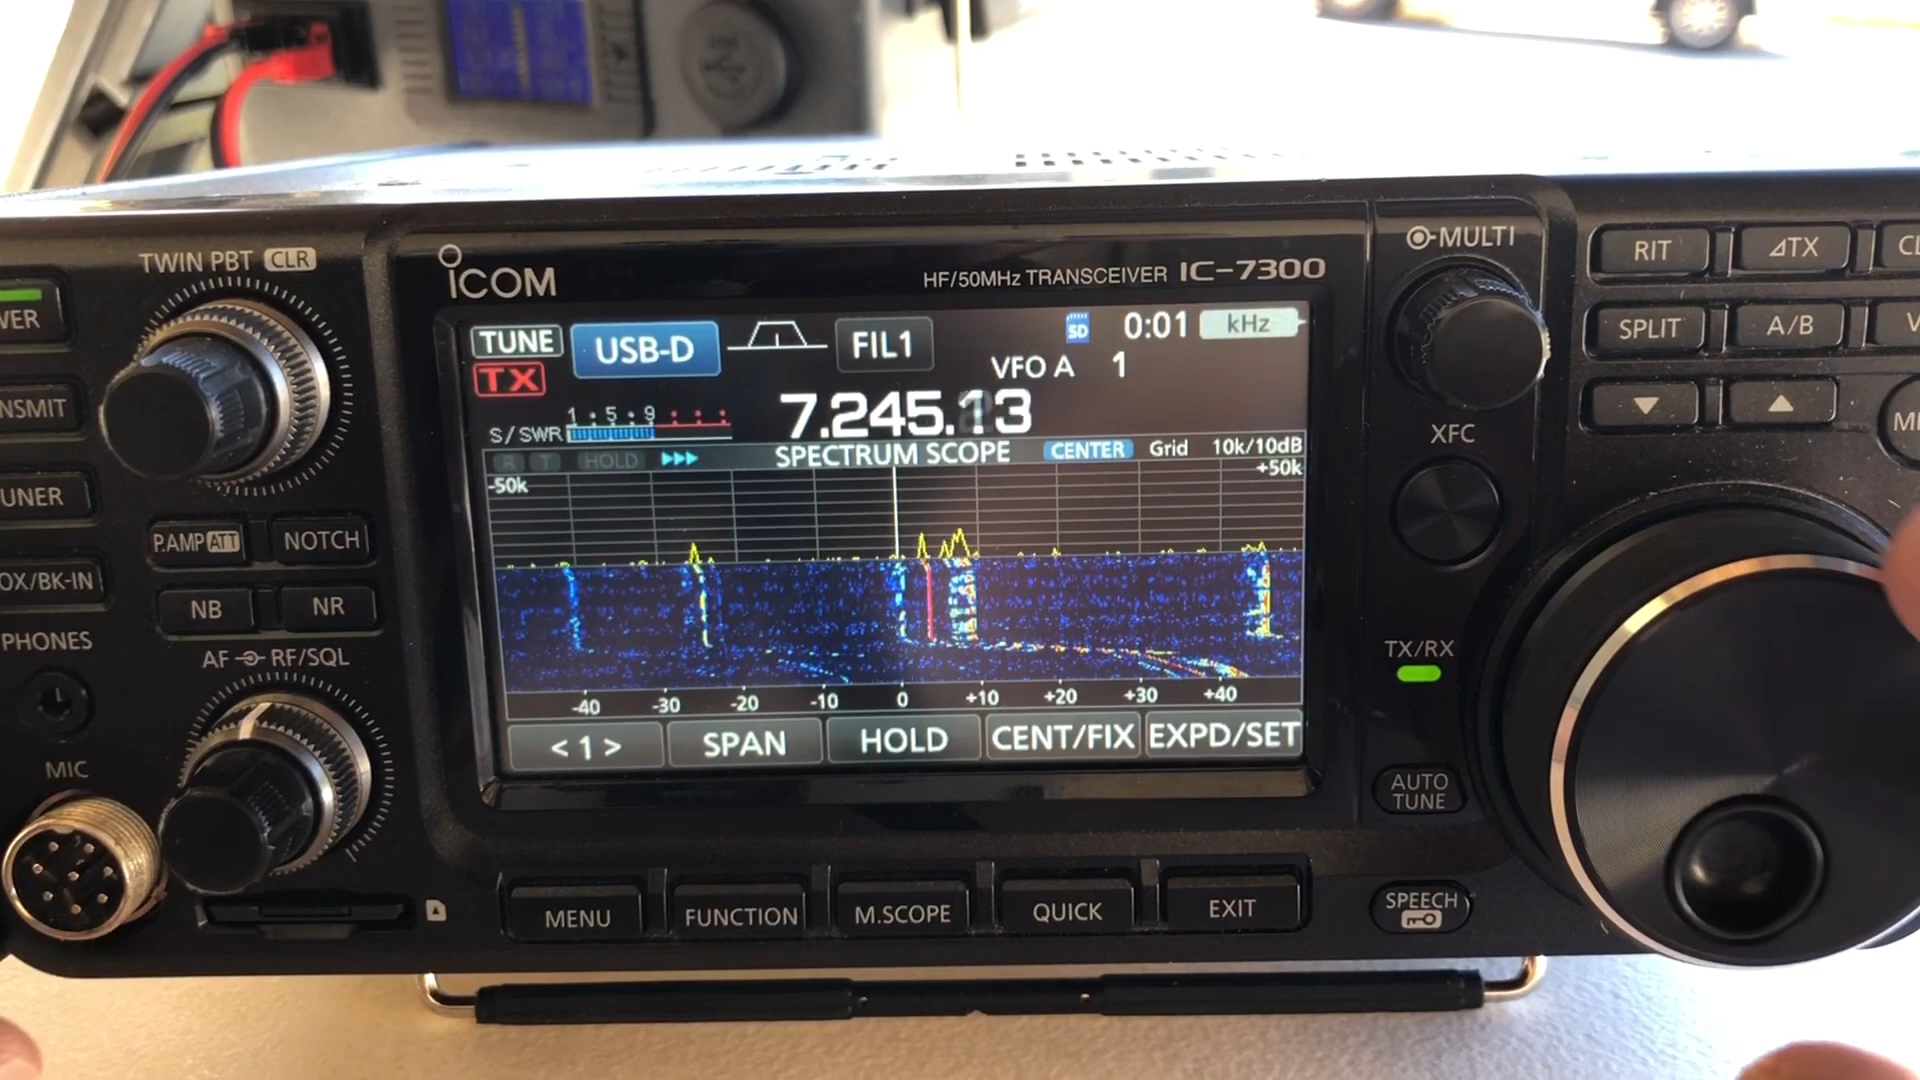 TWIN PBT CLR
ICOM
HF/50MHz TRANSCEIVER IC-7300
MULTI
RIT
⊿TX
CL
VER
TUNE
USB-D
FIL1
SD
0:01
kHz
SPLIT
A/B
V
TX
VFO A 1
NSMIT
1 · 5 · 9
S/SWR
7.245.13
▼
▲
ME
XFC
R T HOLD
SPECTRUM SCOPE
CENTER
Grid
10k/10dB
-50k
+50k
UNER
P.AMP ATT
NOTCH
OX/BK-IN
NB
NR
PHONES
AF RF/SQL
TX/RX
-40 -30 -20 -10 0 +10 +20 +30 +40
< 1 >
SPAN
HOLD
CENT/FIX
EXPD/SET
MIC
AUTO
TUNE
MENU
FUNCTION
M.SCOPE
QUICK
EXIT
SPEECH